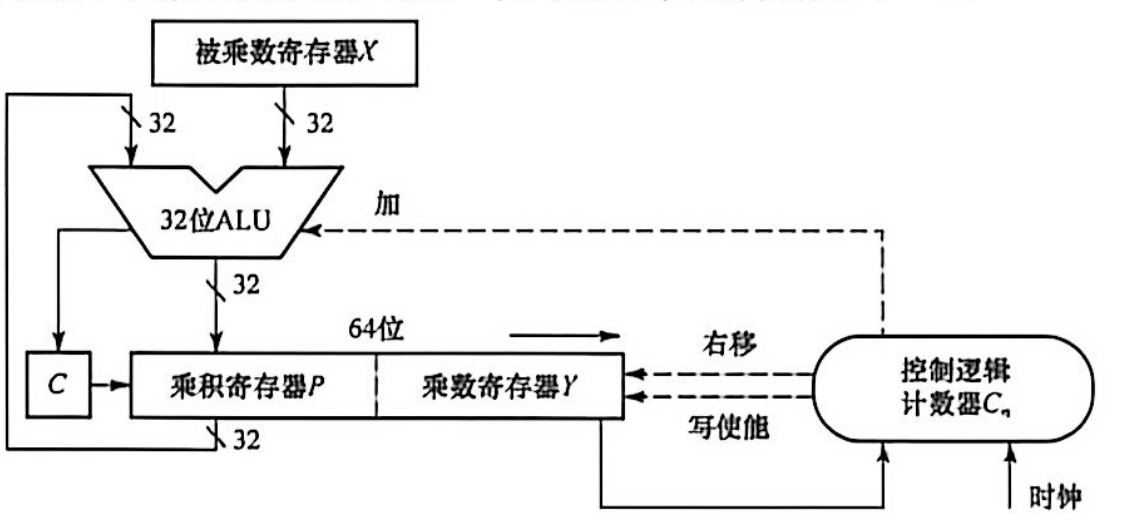 被乘数寄存器X
32
32
32位ALU
加
32
64位
C
乘积寄存器P
乘数寄存器Y
右移
写使能
控制逻辑
计数器Cₙ
32
时钟